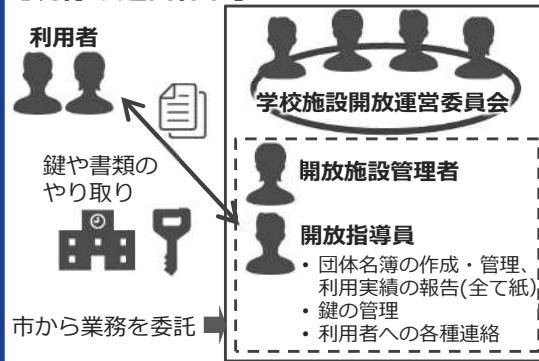 利用者
学校施設開放運営委員会
鍵や書類の
やり取り
開放施設管理者
開放指導員
・団体名簿の作成・管理、
利用実績の報告(全て紙)
・鍵の管理
・利用者への各種連絡
市から業務を委託